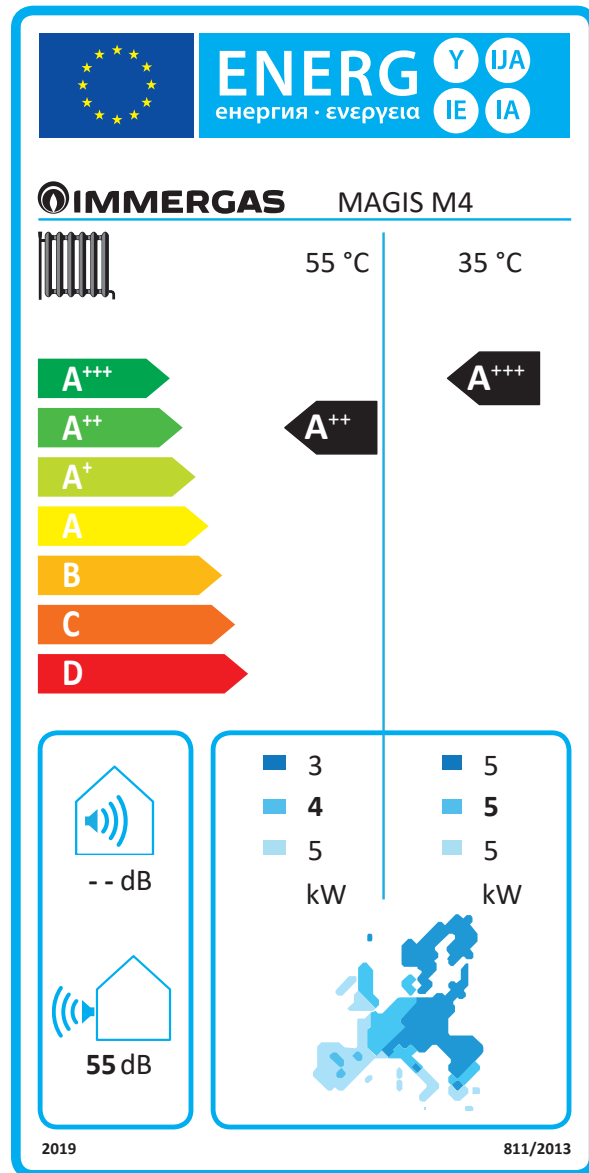 ENERG Y IJA
енергия · ενεργεια IE IA
IMMERGAS MAGIS M4
55 °C 35 °C
A+++ A+++
A++ A++
A+
A
B
C
D
3 5
4 5
5 5
kW kW
- - dB
55 dB
2019 811/2013